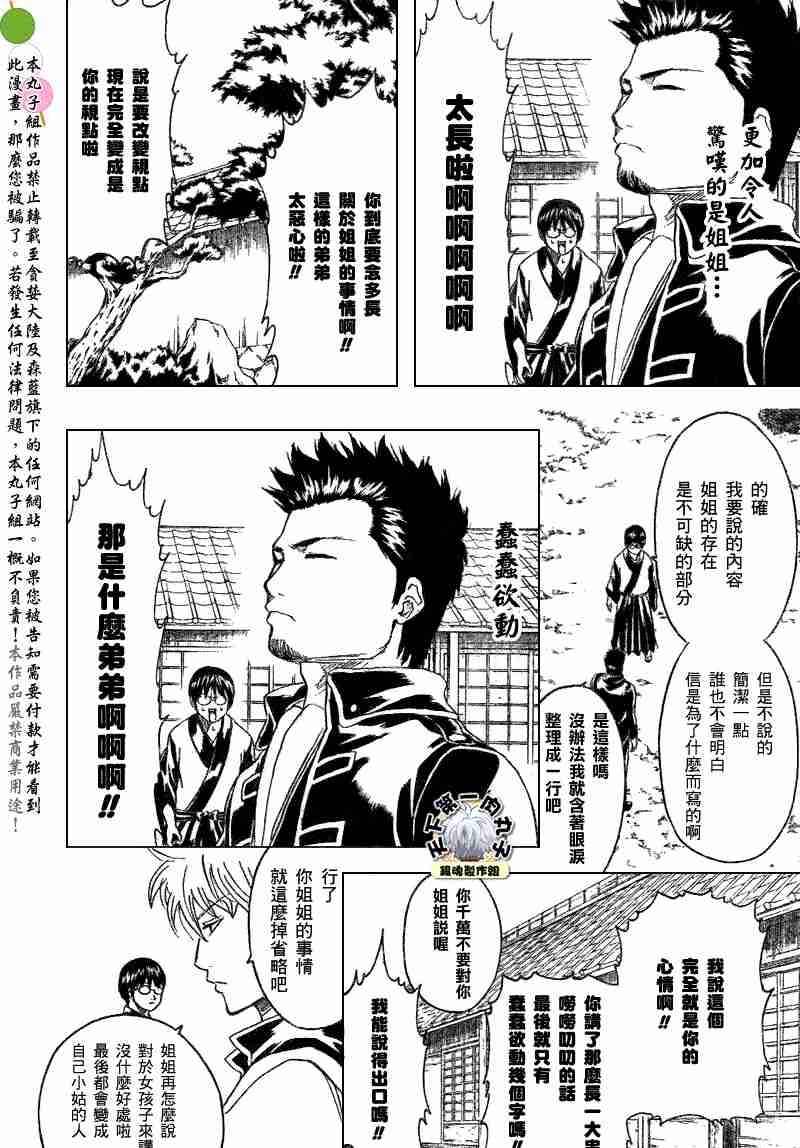 更加令人
驚嘆的是姐姐…
太長啦啊啊啊啊啊
你到底要念多長
關於姐姐的事情啊!!
這樣的弟弟
太惡心啦!!
說是要改變視點
現在完全變成是
你的視點啦
的確
我要說的內容
姐姐的存在
是不可缺的部分
但是不說的
簡潔一點
誰也不會明白
信是為了什麼而寫的啊
是這樣嗎
沒辦法我就含著眼淚
整理成一行吧
蠢蠢欲動
那是什麼弟弟啊啊啊!!
我說這個
完全就是你的
心情啊!!
你講了那麼長一大串
嘮嘮叨叨的話
最後就只有
蠢蠢欲動幾個字嗎!!
你千萬不要對你
姐姐說喔
我能說得出口嗎!!
行了
你姐姐的事情
就這麼掉省略吧
姐姐再怎麼說
對於女孩子來講
沒什麼好處啦
最後都會變成
自己小姑的人
天下第一肉丸子
銀魂製作組
本丸子組作品禁止轉載至貪婪大陸及森藍旗下的任何網站。如果您被告知需要付款才能看到
此漫畫，那麼您被騙了。若發生任何法律問題，本丸子組一概不負責！本作品嚴禁商業用途！